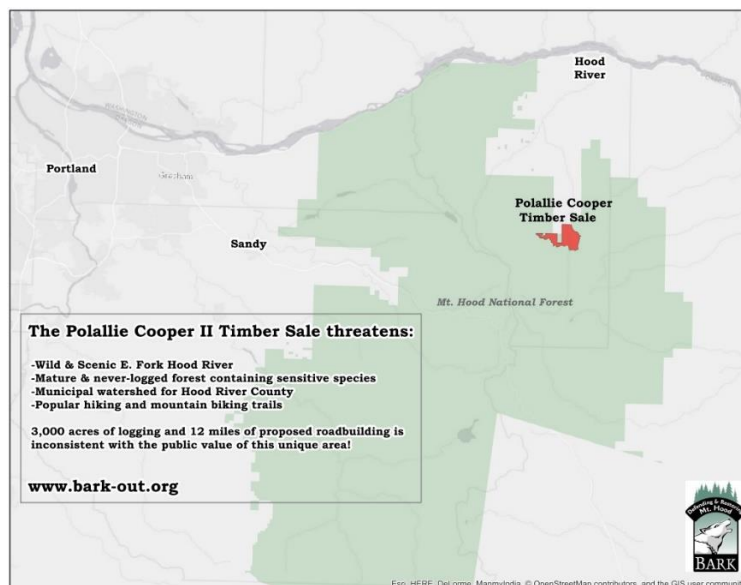 Hood
River
WASHINGTON
Portland
Gresham
Polallie Cooper
Timber Sale
Sandy
Mt. Hood National Forest
The Polallie Cooper II Timber Sale threatens:
-Wild & Scenic E. Fork Hood River
-Mature & never-logged forest containing sensitive species
-Municipal watershed for Hood River County
-Popular hiking and mountain biking trails
3,000 acres of logging and 12 miles of proposed roadbuilding is
inconsistent with the public value of this unique area!
www.bark-out.org
Defending & Restoring
Mt. Hood
BARK
Esri, HERE, DeLorme, MapmyIndia, © OpenStreetMap contributors, and the GIS user community